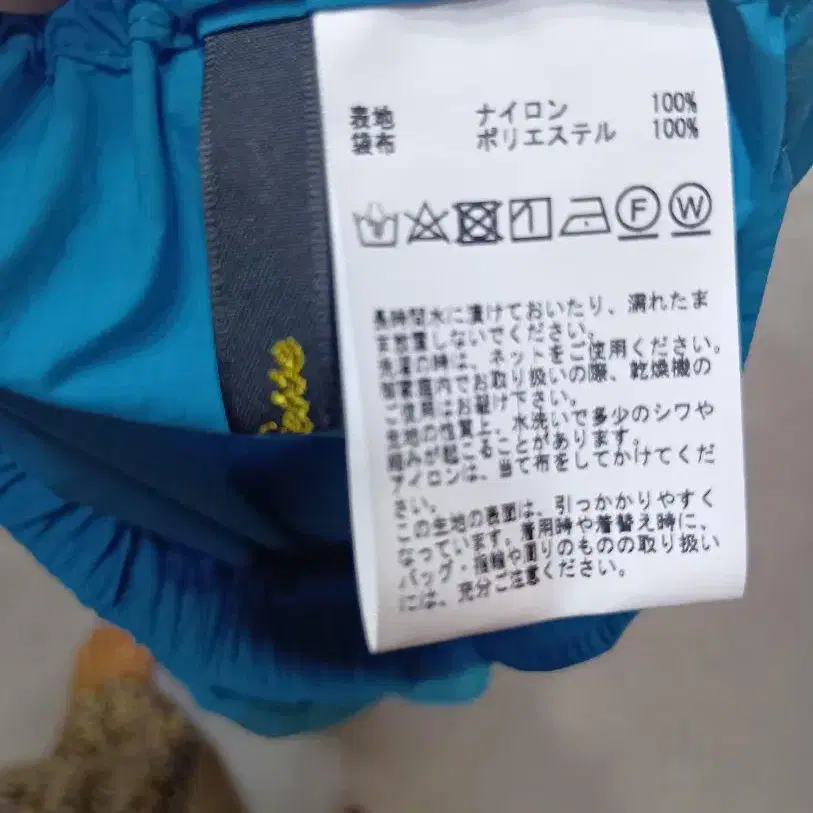 表地 ナイロン 100%
袋布 ポリエステル 100%
F W
長時間水に漬けておいたり、濡れたま
ま放置しないでください。
洗濯の時は、ネットをご使用ください。
御家庭内でお取り扱いの際、乾燥機の
ご使用はお避け下さい。
生地の性質上、水洗いで多少のシワや
縮みが起こることがあります。
アイロンは、当て布をしてかけてくだ
さい。
この生地の表面は、引っかかりやすく
なっています。着用時や着替え時に、
バッグ・指輪や周りのものの取り扱い
には、充分ご注意ください。